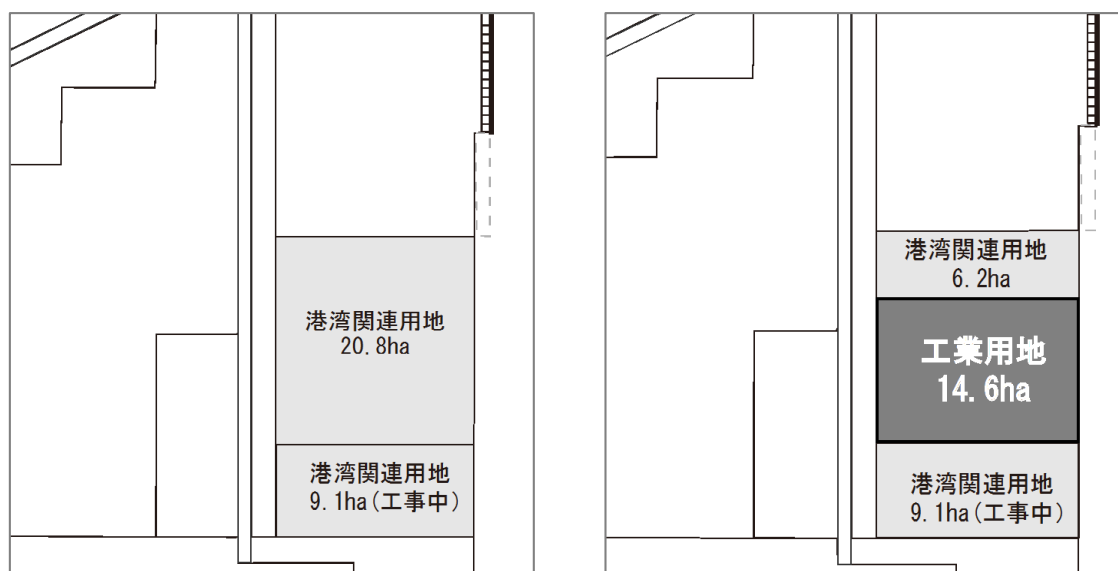 港湾関連用地
20.8ha
港湾関連用地
9.1ha(工事中)
港湾関連用地
6.2ha
工業用地
14.6ha
港湾関連用地
9.1ha(工事中)